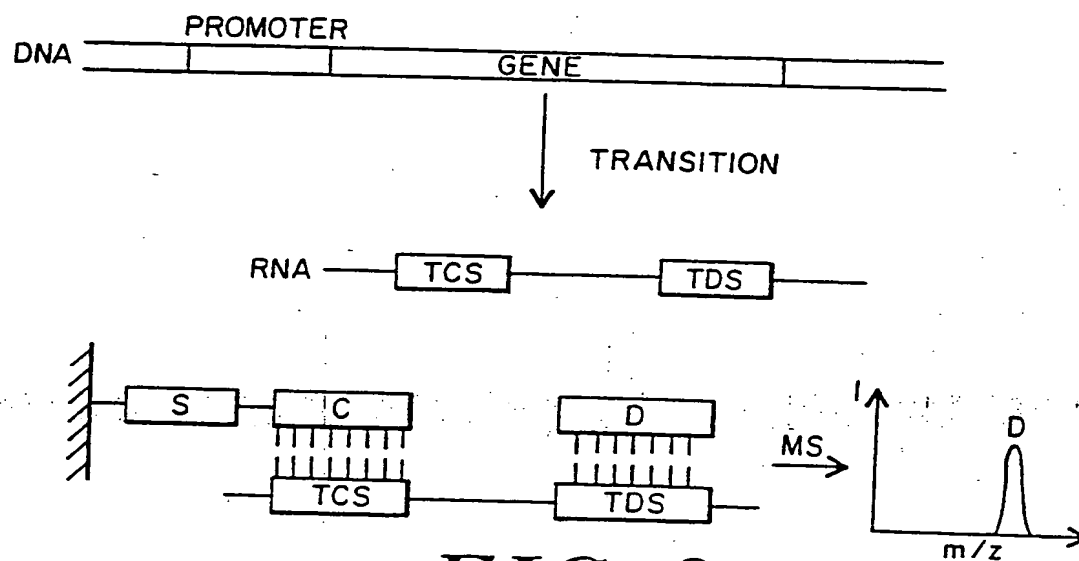 PROMOTER
DNA
GENE
TRANSITION
RNA
TCS
TDS
S
C
D
TCS
TDS
MS
I
D
m/z